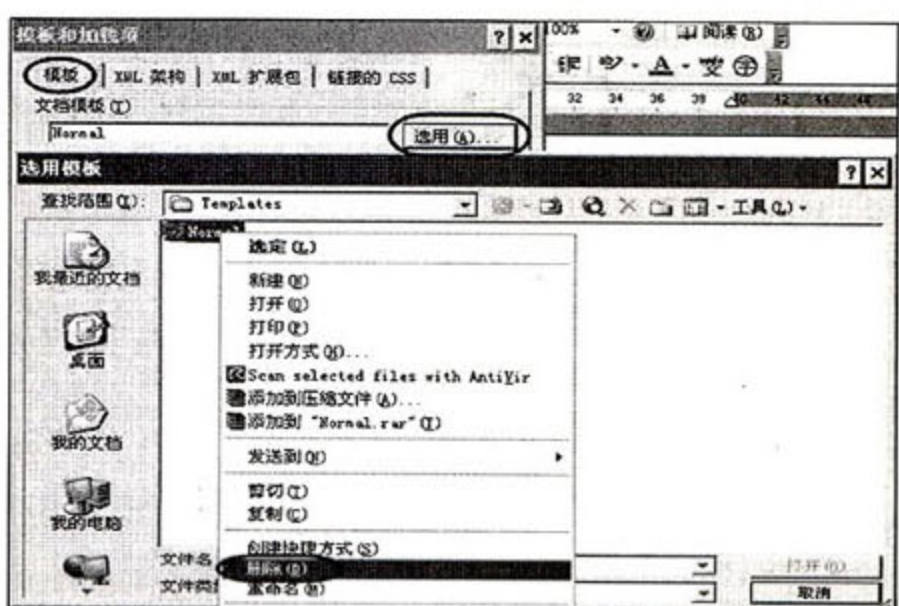 模板和加载项
100%
阅读(R)
模板 XML 架构 XML 扩展包 链接的 CSS
文档模板(T)
32 34 36 38 40 42 44 46
Normal
选用(A)...
选用模板
查找范围(I):
Templates
工具(L)
Normal
我最近的文档
桌面
我的文档
我的电脑
选定(L)
新建(N)
打开(O)
打印(P)
打开方式(H)...
Scan selected files with AntiVir
添加到压缩文件(A)...
添加到 "Normal.rar"(T)
发送到(N)
剪切(T)
复制(C)
创建快捷方式(S)
删除(D)
重命名(M)
文件名
文件类
打开(O)
取消